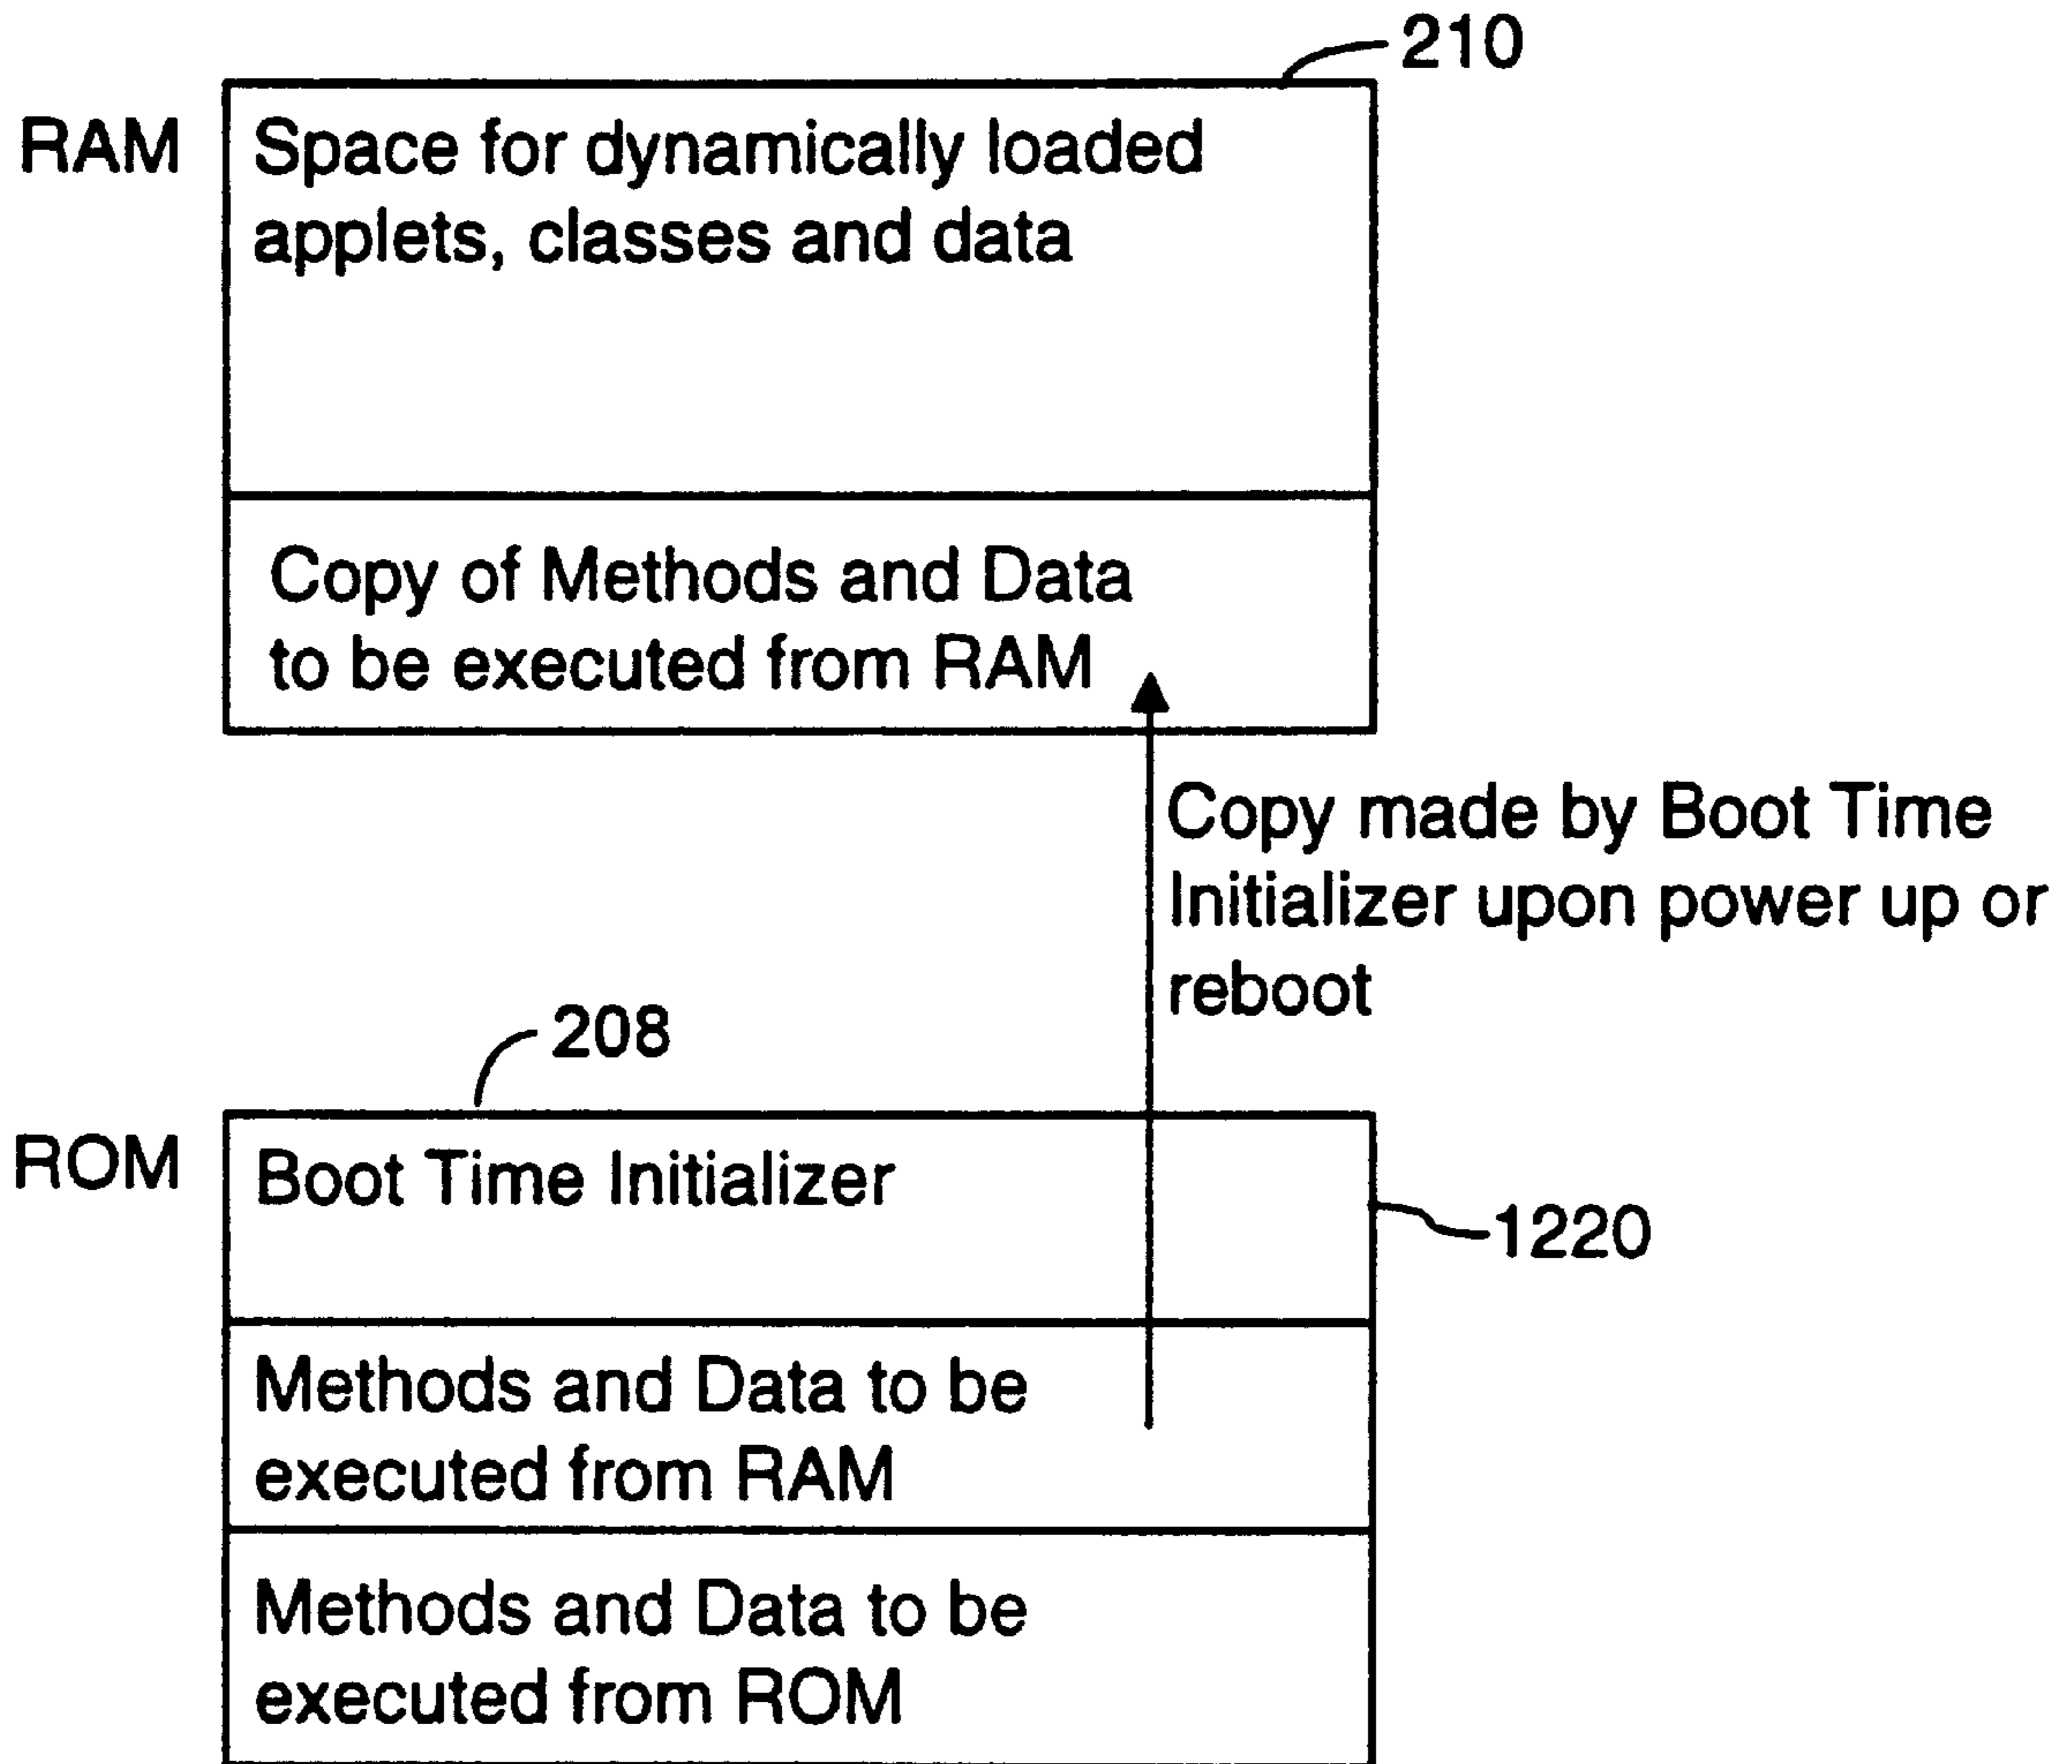 210
RAM
Space for dynamically loaded
applets, classes and data
Copy of Methods and Data
to be executed from RAM
Copy made by Boot Time
Initializer upon power up or
reboot
208
ROM
Boot Time Initializer
1220
Methods and Data to be
executed from RAM
Methods and Data to be
executed from ROM